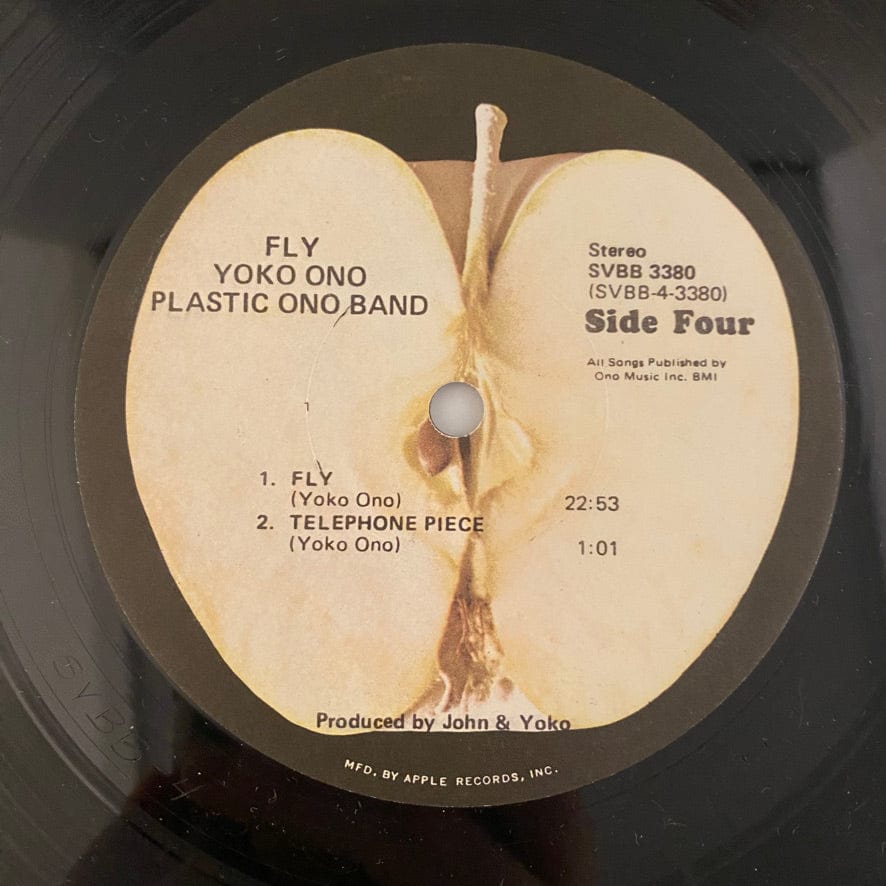 FLY
YOKO ONO
PLASTIC ONO BAND
Stereo
SVBB 3380
(SVBB-4-3380)
Side Four
All Songs Published by
Ono Music Inc. BMI
1. FLY
(Yoko Ono) 22:53
2. TELEPHONE PIECE
(Yoko Ono) 1:01
Produced by John & Yoko
MFD. BY APPLE RECORDS, INC.
SVBB 4